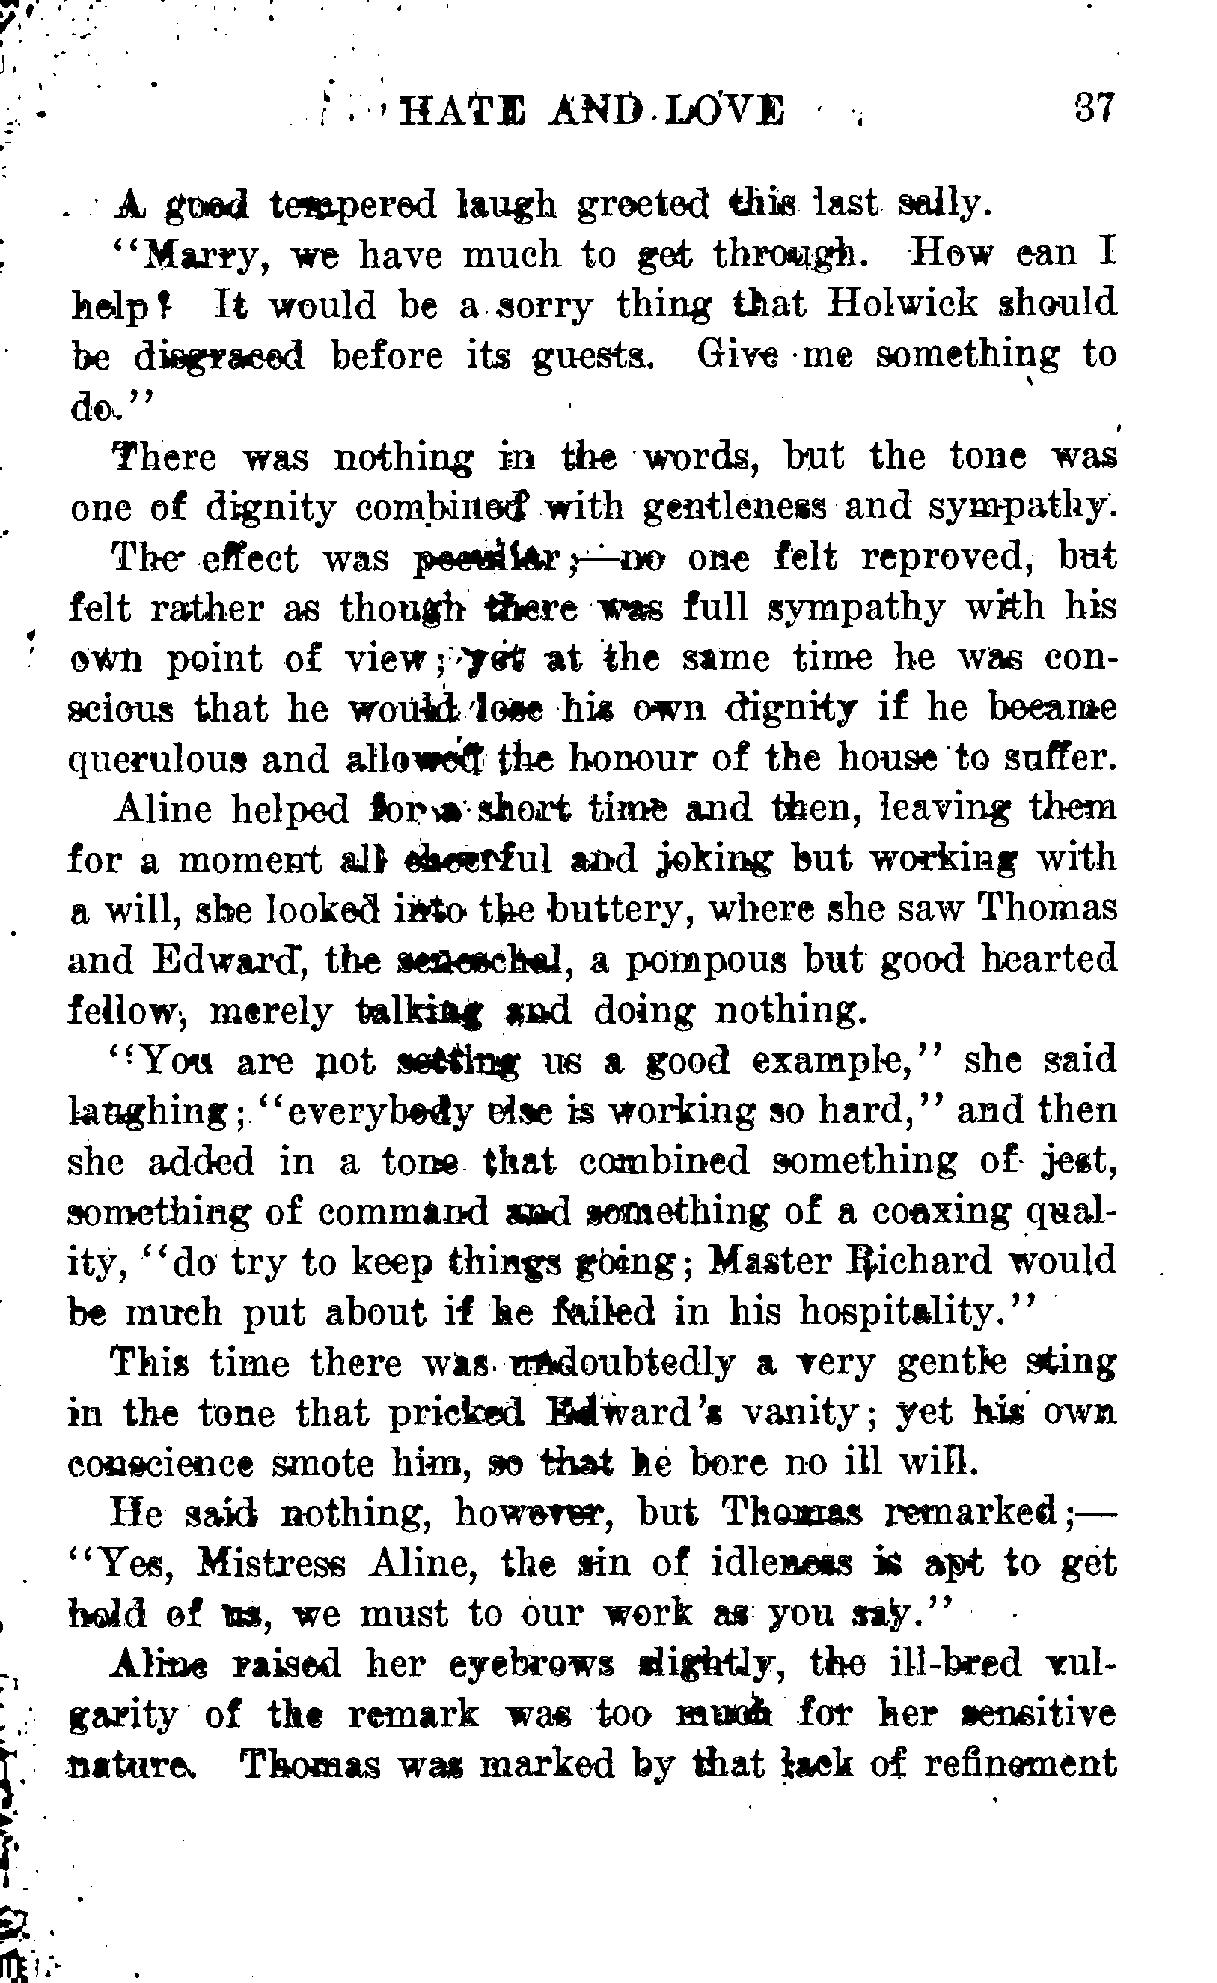 HATE AND LOVE 37
A good tempered laugh greeted this last sally.
“Marry, we have much to get through. How can I
help? It would be a sorry thing that Holwick should
be disgraced before its guests. Give me something to
do.”
There was nothing in the words, but the tone was
one of dignity combined with gentleness and sympathy.
The effect was peculiar;—no one felt reproved, but
felt rather as though there was full sympathy with his
own point of view; yet at the same time he was con-
scious that he would lose his own dignity if he became
querulous and allowed the honour of the house to suffer.
Aline helped for a short time and then, leaving them
for a moment all cheerful and joking but working with
a will, she looked into the buttery, where she saw Thomas
and Edward, the seneschal, a pompous but good hearted
fellow, merely talking and doing nothing.
“You are not setting us a good example,” she said
laughing; “everybody else is working so hard,” and then
she added in a tone that combined something of jest,
something of command and something of a coaxing qual-
ity, “do try to keep things going; Master Richard would
be much put about if he failed in his hospitality.”
This time there was undoubtedly a very gentle sting
in the tone that pricked Edward’s vanity; yet his own
conscience smote him, so that he bore no ill will.
He said nothing, however, but Thomas remarked;—
“Yes, Mistress Aline, the sin of idleness is apt to get
hold of us, we must to our work as you say.”
Aline raised her eyebrows slightly, the ill-bred vul-
garity of the remark was too much for her sensitive
nature. Thomas was marked by that lack of refinement